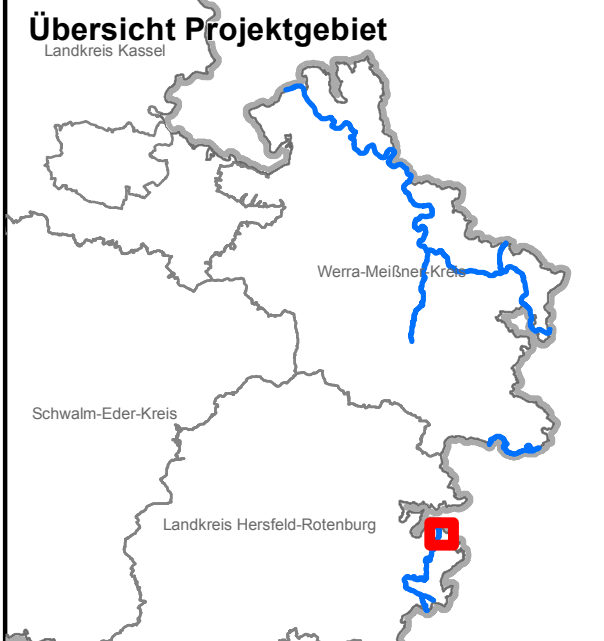 Übersicht Projektgebiet
Landkreis Kassel
Werra-Meißner-Kreis
Schwalm-Eder-Kreis
Landkreis Hersfeld-Rotenburg